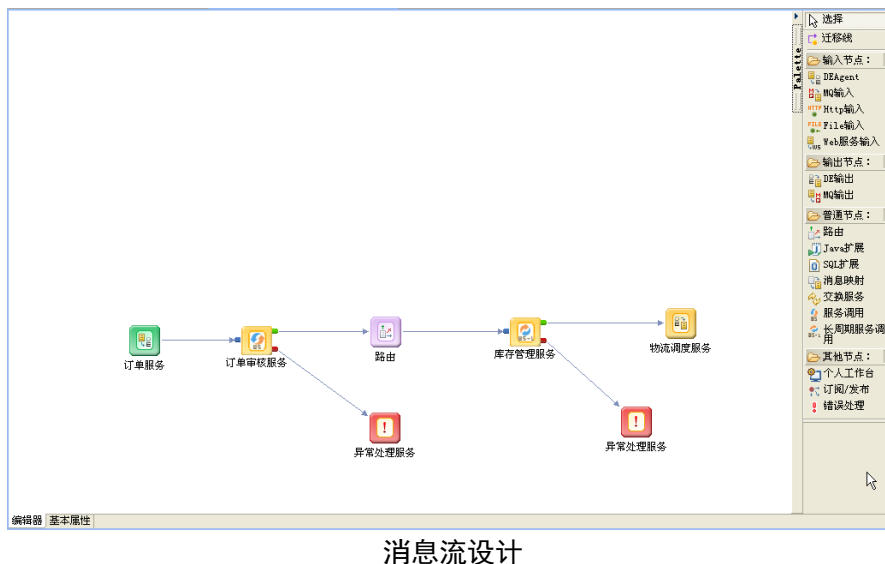 选择
迁移线
Palette
输入节点：
DEAgent
MQ输入
Http输入
File输入
Web服务输入
输出节点：
DE输出
MQ输出
普通节点：
路由
Java扩展
SQL扩展
消息映射
交换服务
服务调用
长周期服务调
用
其他节点：
个人工作台
订阅/发布
错误处理
订单服务
订单审核服务
路由
库存管理服务
物流调度服务
异常处理服务
异常处理服务
编辑器 基本属性
消息流设计